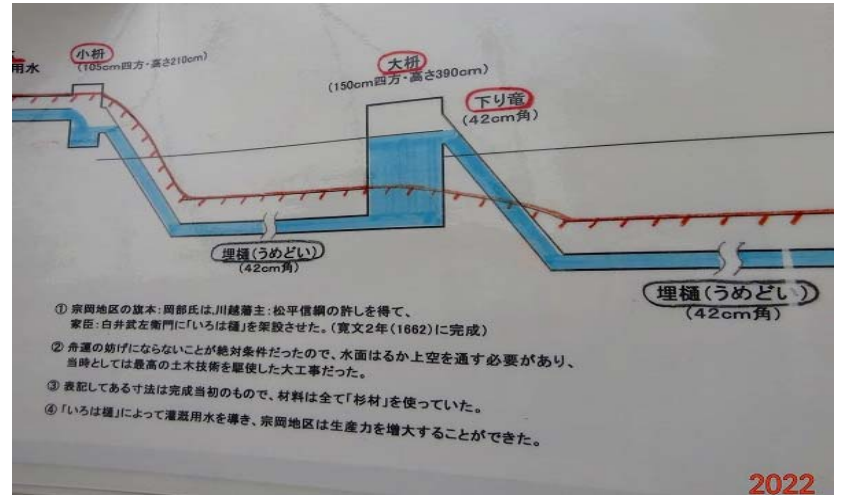 小枡
(105cm四方・高さ210cm)
用水
大枡
(150cm四方・高さ390cm)
下り竜
(42cm角)
埋樋(うめどい)
(42cm角)
埋樋(うめどい)
(42cm角)
① 宗岡地区の旗本:岡部氏は、川越藩主:松平信綱の許しを得て、
家臣:白井武左衛門に「いろは樋」を架設させた。(寛文2年(1662)に完成)
② 舟運の妨げにならないことが絶対条件だったので、水面はるか上空を通す必要があり、
当時としては最高の土木技術を駆使した大工事だった。
③ 表記してある寸法は完成当初のもので、材料は全て「杉材」を使っていた。
④ 「いろは樋」によって灌漑用水を導き、宗岡地区は生産力を増大することができた。
2022